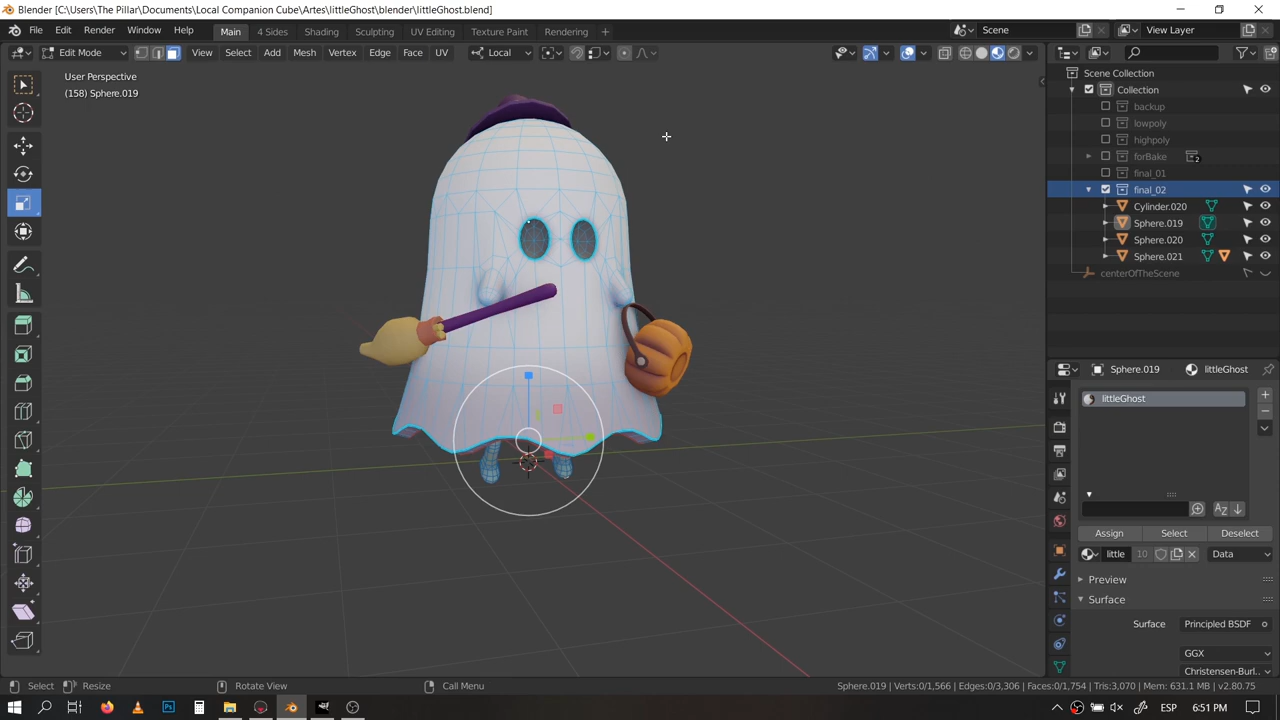 Blender [C:\Users\The Pillar\Documents\Local Companion Cube\Artes\littleGhost\blender\littleGhost.blend]
File Edit Render Window Help Main 4 Sides Sculpting UV Editing Texture Paint Rendering Scene View Layer
Edit Mode View Select Add Mesh Vertex Edge Face UV Local
User Perspective
(158) Sphere.019
Scene Collection
Collection
backup
lowpoly
highpoly
forBake 2
final_01
final_02
Cylinder.020
Sphere.019
Sphere.020
Sphere.021
centerOfTheScene
Sphere.019 littleGhost
littleGhost
Assign Select Deselect
little 10 Data
Preview
Surface
Surface Principled BSDF
GGX
Christensen-Burl..
Select Resize Rotate View Call Menu Sphere.019 | Verts:0/1,566 | Edges:0/3,306 | Faces:0/1,754 | Tris:3,070 | Mem: 631.1 MB | v2.80.75
ESP 6:51 PM